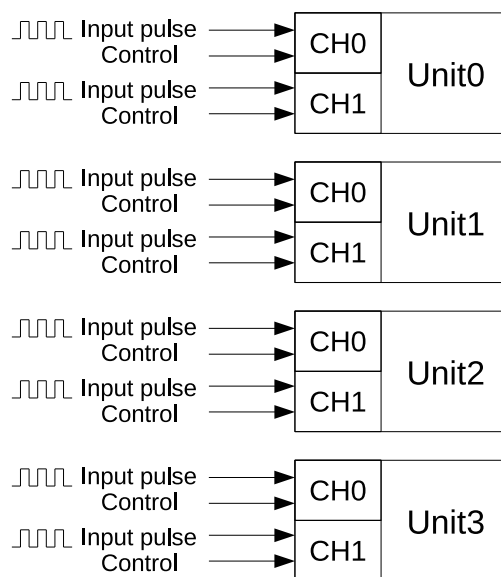 Input pulse
Control
CH0
Input pulse
Control
CH1
Unit0
Input pulse
Control
CH0
Input pulse
Control
CH1
Unit1
Input pulse
Control
CH0
Input pulse
Control
CH1
Unit2
Input pulse
Control
CH0
Input pulse
Control
CH1
Unit3